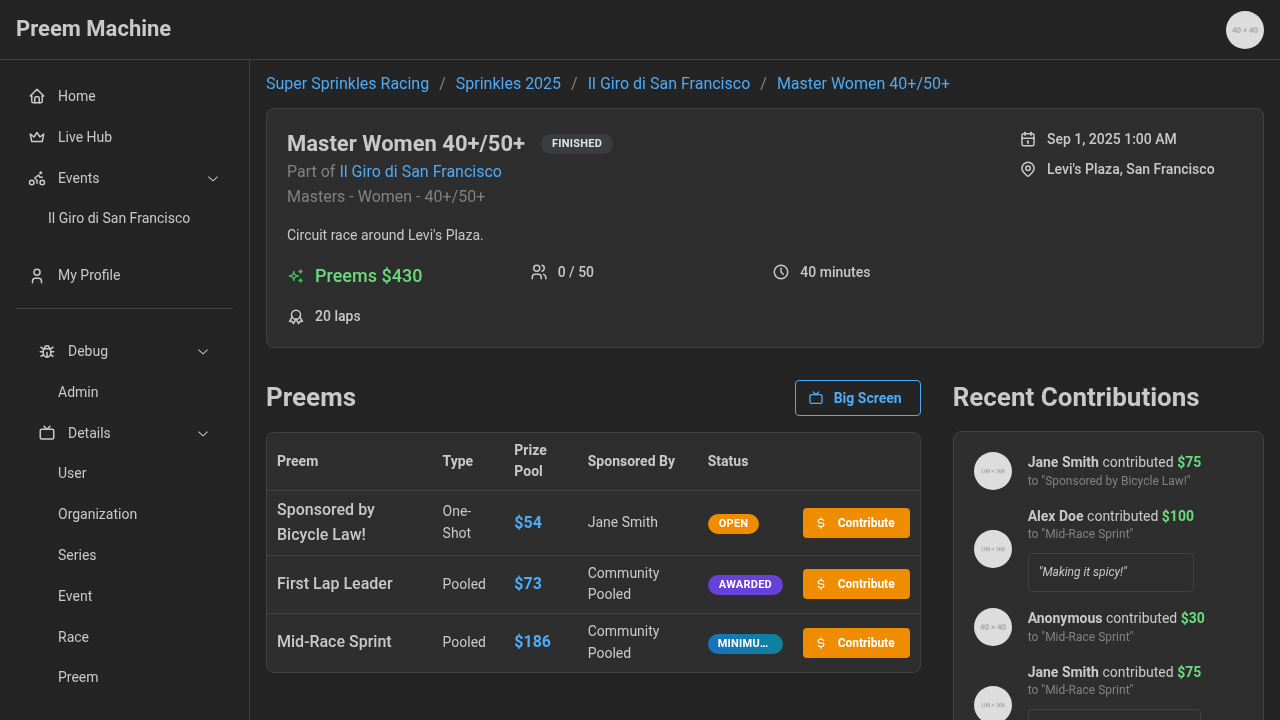 Preem Machine
40 × 40
Home
Live Hub
Events
Il Giro di San Francisco
My Profile
Debug
Admin
Details
User
Organization
Series
Event
Race
Preem
Super Sprinkles Racing / Sprinkles 2025 / Il Giro di San Francisco / Master Women 40+/50+
Master Women 40+/50+ FINISHED
Part of Il Giro di San Francisco
Masters - Women - 40+/50+
Sep 1, 2025 1:00 AM
Levi's Plaza, San Francisco
Circuit race around Levi's Plaza.
Preems $430
0 / 50
40 minutes
20 laps
Preems
Big Screen
Preem Type Prize Pool Sponsored By Status
Sponsored by Bicycle Law! One-Shot $54 Jane Smith OPEN $ Contribute
First Lap Leader Pooled $73 Community Pooled AWARDED $ Contribute
Mid-Race Sprint Pooled $186 Community Pooled MINIMU... $ Contribute
Recent Contributions
100 × 100
Jane Smith contributed $75
to "Sponsored by Bicycle Law!"
100 × 100
Alex Doe contributed $100
to "Mid-Race Sprint"
"Making it spicy!"
40 × 40
Anonymous contributed $30
to "Mid-Race Sprint"
100 × 100
Jane Smith contributed $75
to "Mid-Race Sprint"